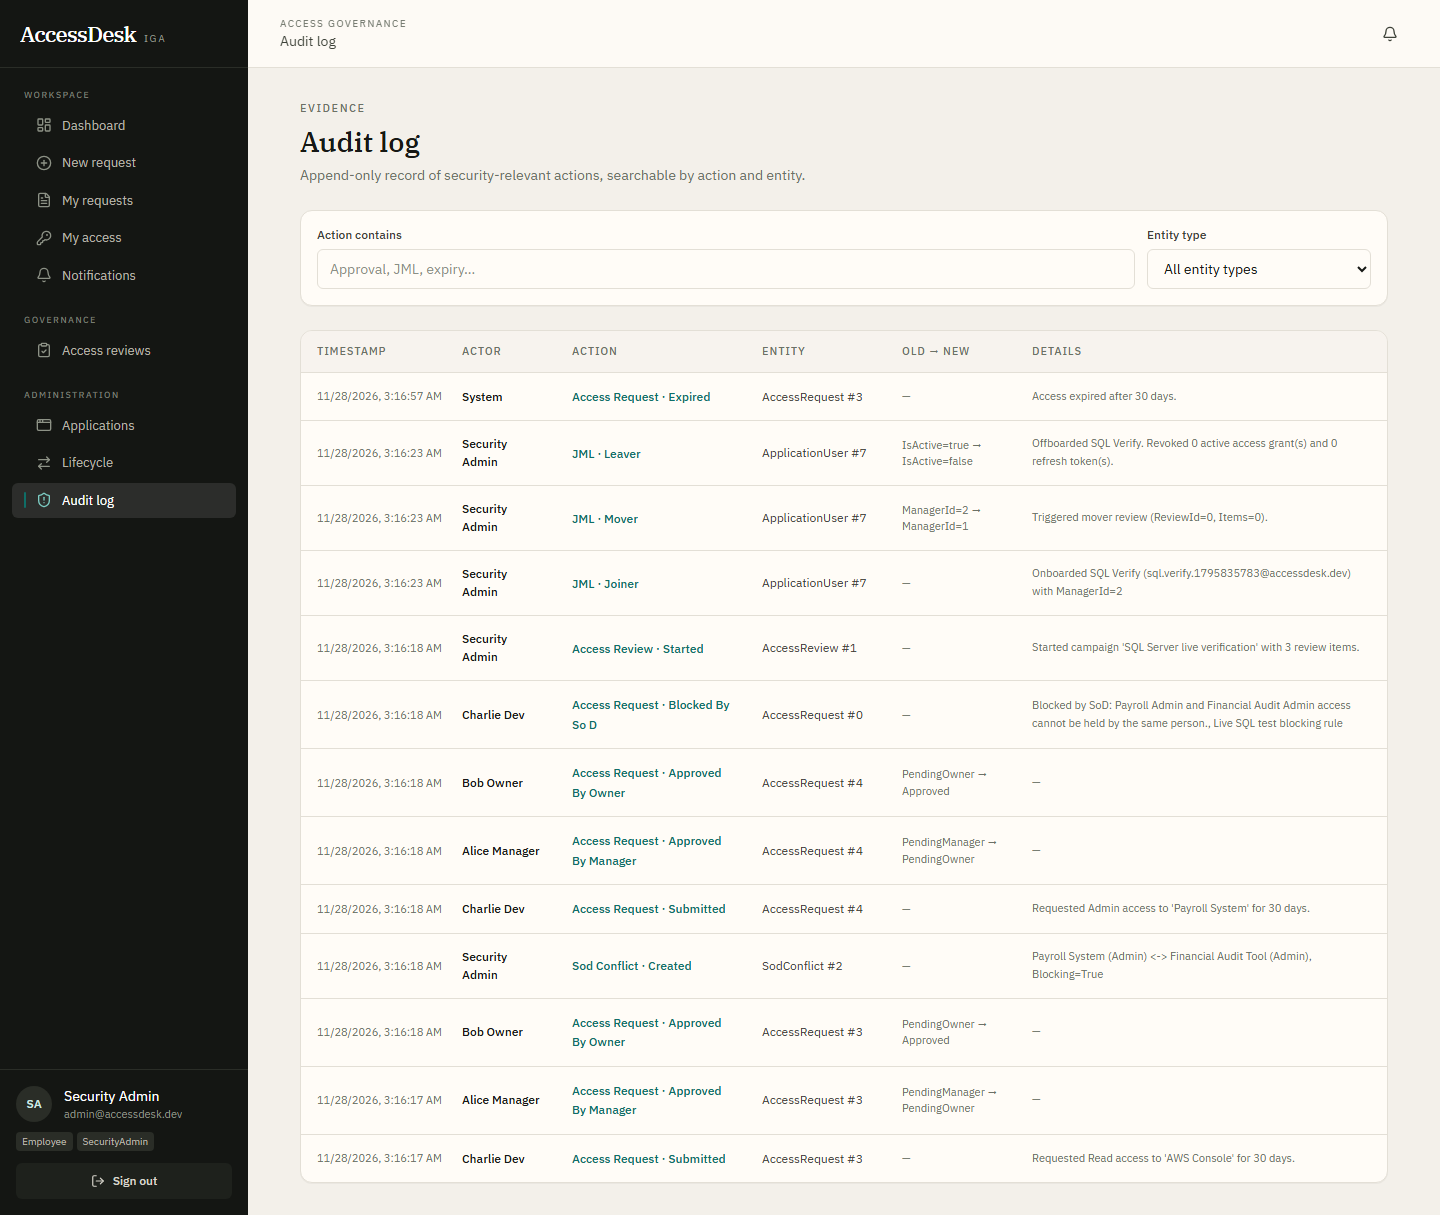 AccessDesk IGA
WORKSPACE
Dashboard
New request
My requests
My access
Notifications
GOVERNANCE
Access reviews
ADMINISTRATION
Applications
Lifecycle
Audit log
SA
Security Admin
admin@accessdesk.dev
Employee SecurityAdmin
Sign out
ACCESS GOVERNANCE
Audit log
EVIDENCE
Audit log
Append-only record of security-relevant actions, searchable by action and entity.
Action contains
Approval, JML, expiry...
Entity type
All entity types
TIMESTAMP ACTOR ACTION ENTITY OLD → NEW DETAILS
11/28/2026, 3:16:57 AM System Access Request · Expired AccessRequest #3 — Access expired after 30 days.
11/28/2026, 3:16:23 AM Security Admin JML · Leaver ApplicationUser #7 IsActive=true → IsActive=false Offboarded SQL Verify. Revoked 0 active access grant(s) and 0 refresh token(s).
11/28/2026, 3:16:23 AM Security Admin JML · Mover ApplicationUser #7 ManagerId=2 → ManagerId=1 Triggered mover review (ReviewId=0, Items=0).
11/28/2026, 3:16:23 AM Security Admin JML · Joiner ApplicationUser #7 — Onboarded SQL Verify (sql.verify.1795835783@accessdesk.dev) with ManagerId=2
11/28/2026, 3:16:18 AM Security Admin Access Review · Started AccessReview #1 — Started campaign 'SQL Server live verification' with 3 review items.
11/28/2026, 3:16:18 AM Charlie Dev Access Request · Blocked By So D AccessRequest #0 — Blocked by SoD: Payroll Admin and Financial Audit Admin access cannot be held by the same person., Live SQL test blocking rule
11/28/2026, 3:16:18 AM Bob Owner Access Request · Approved By Owner AccessRequest #4 PendingOwner → Approved —
11/28/2026, 3:16:18 AM Alice Manager Access Request · Approved By Manager AccessRequest #4 PendingManager → PendingOwner —
11/28/2026, 3:16:18 AM Charlie Dev Access Request · Submitted AccessRequest #4 — Requested Admin access to 'Payroll System' for 30 days.
11/28/2026, 3:16:18 AM Security Admin Sod Conflict · Created SodConflict #2 — Payroll System (Admin) <-> Financial Audit Tool (Admin), Blocking=True
11/28/2026, 3:16:18 AM Bob Owner Access Request · Approved By Owner AccessRequest #3 PendingOwner → Approved —
11/28/2026, 3:16:17 AM Alice Manager Access Request · Approved By Manager AccessRequest #3 PendingManager → PendingOwner —
11/28/2026, 3:16:17 AM Charlie Dev Access Request · Submitted AccessRequest #3 — Requested Read access to 'AWS Console' for 30 days.